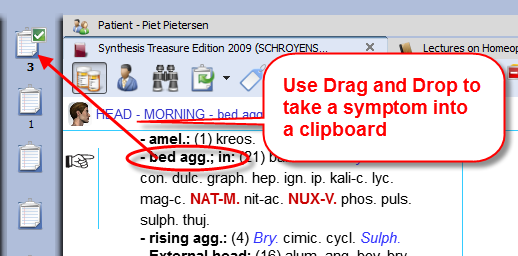 Patient - Piet Pietersen
Synthesis Treasure Edition 2009 (SCHROYENS...
Lectures on Homeop
3
1
HEAD - MORNING - bed agg
Use Drag and Drop to
take a symptom into
a clipboard
- amel.: (1) kreos.
- bed agg.; in: (21)
con. dulc. graph. hep. ign. ip. kali-c. lyc.
mag-c. NAT-M. nit-ac. NUX-V. phos. puls.
sulph. thuj.
- rising agg.: (4) Bry. cimic. cycl. Sulph.
- External head: (16) alum. ang. bov. bry.